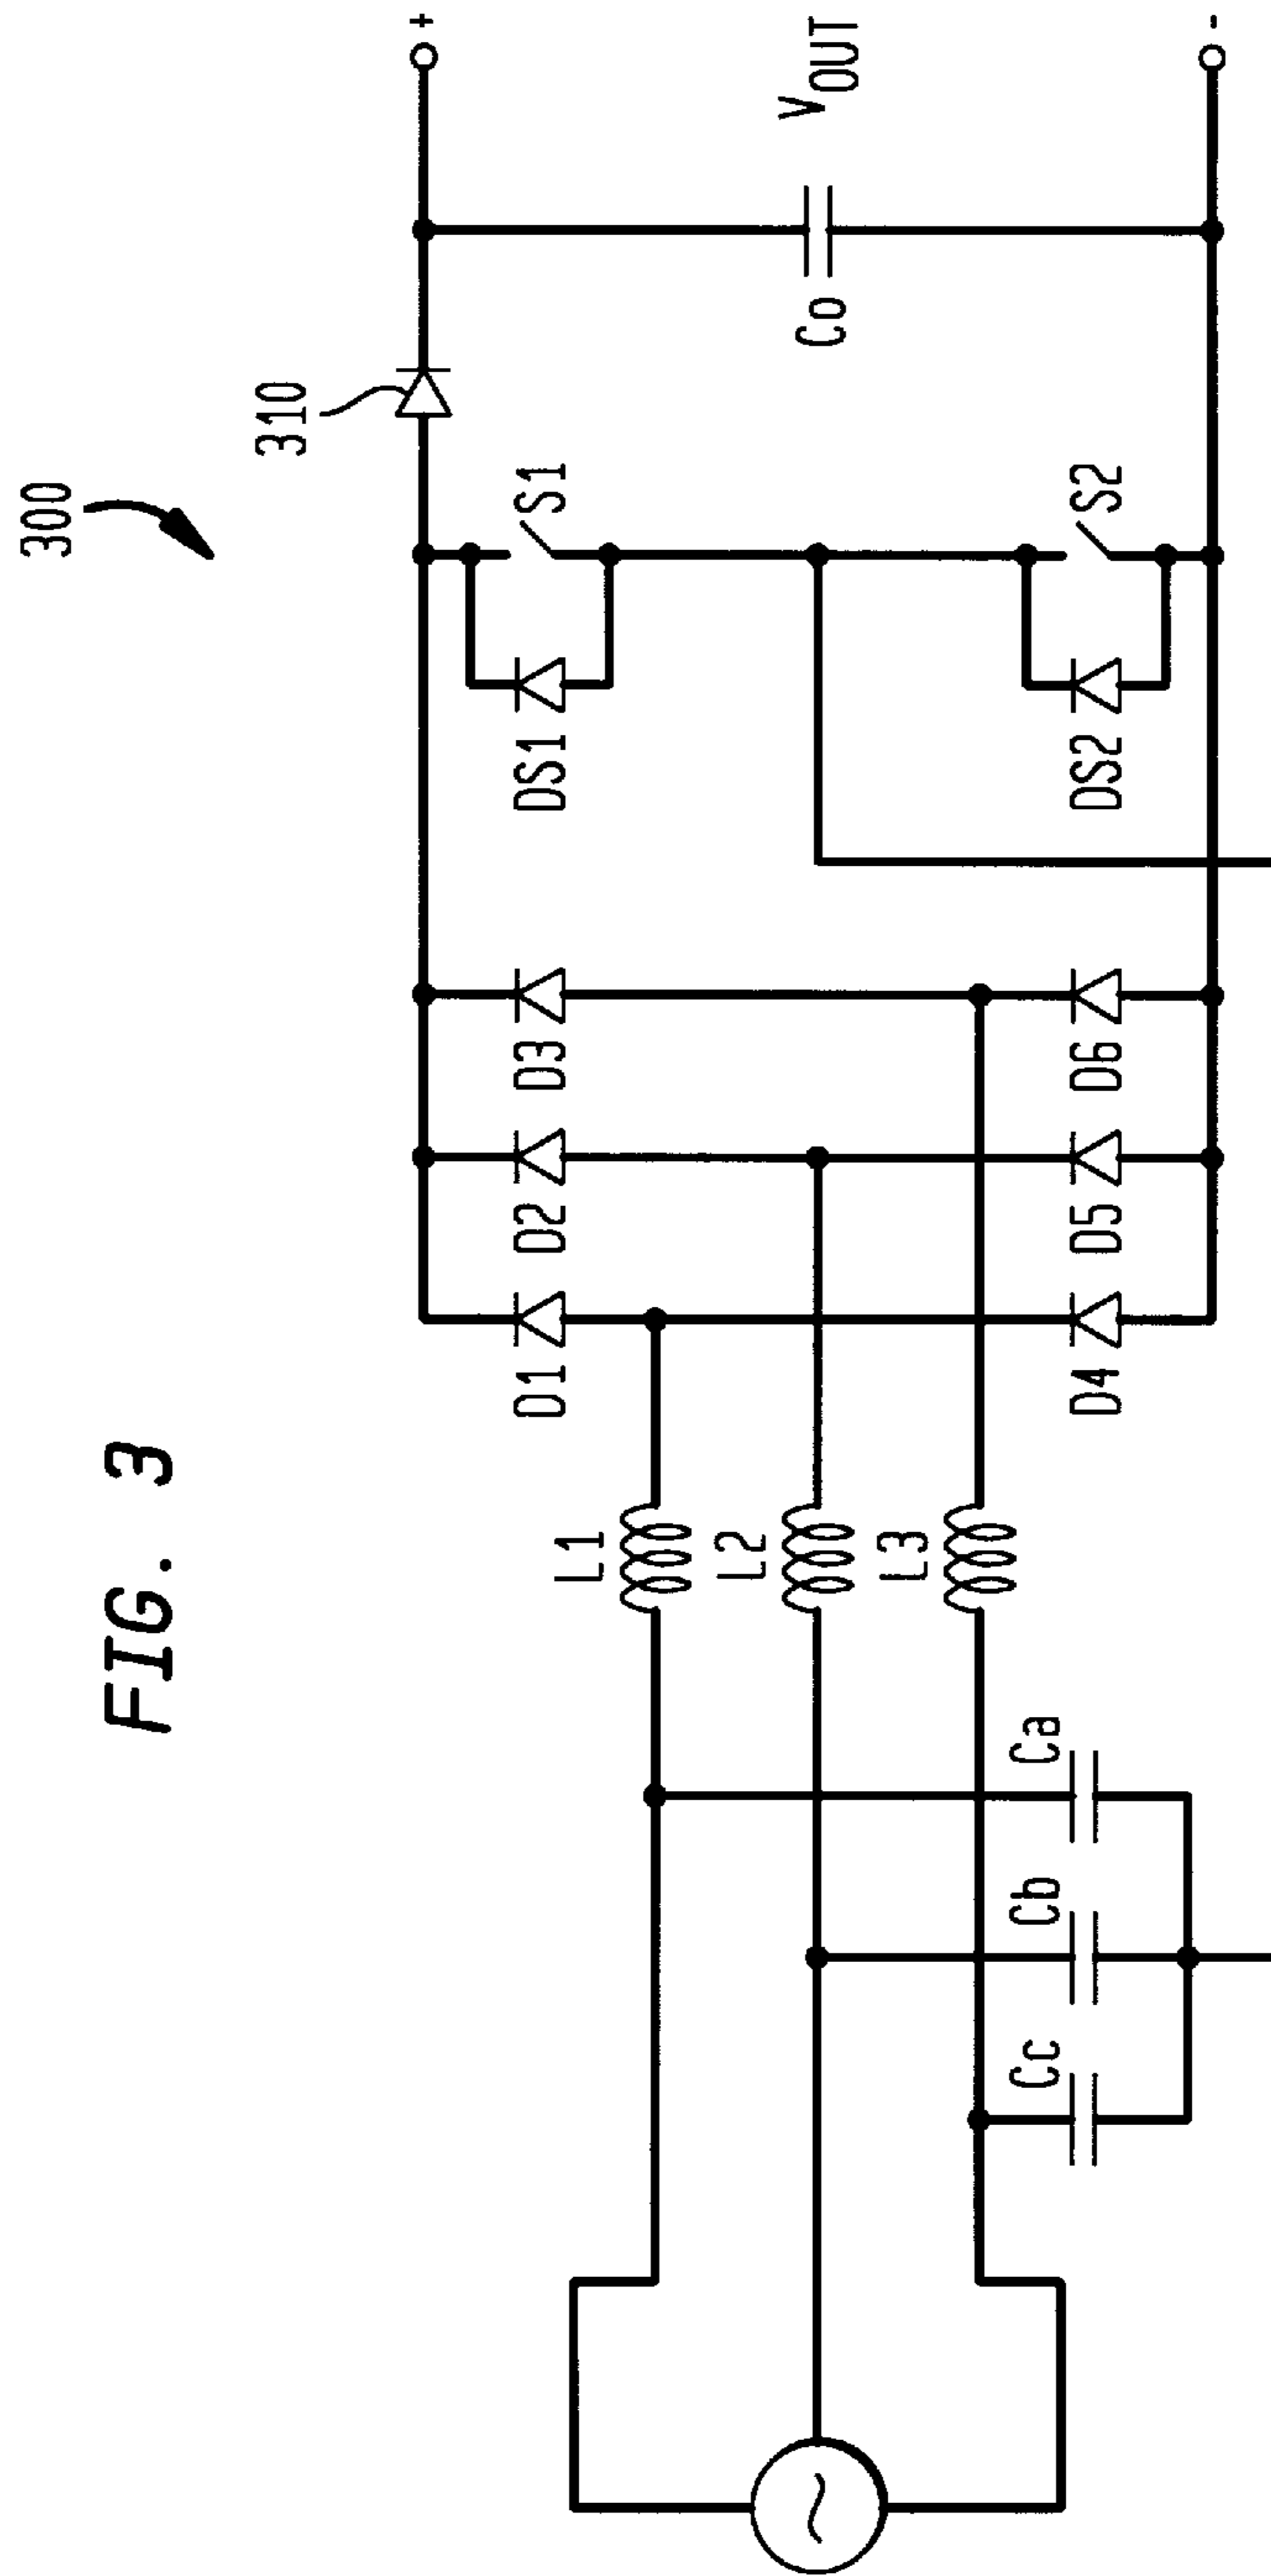 FIG. 3
300
310
+
L1
D1
D2
D3
DS1
S1
L2
Co
V_OUT
L3
Cc
Cb
Ca
D4
D5
D6
DS2
S2
-
~